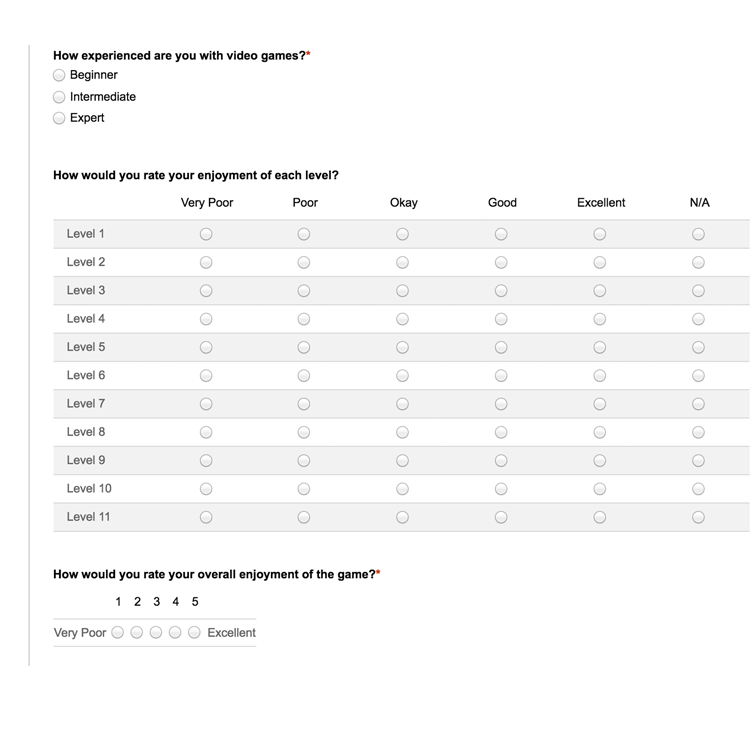 How experienced are you with video games?*
Beginner
Intermediate
Expert
How would you rate your enjoyment of each level?
Very Poor Poor Okay Good Excellent N/A
Level 1
Level 2
Level 3
Level 4
Level 5
Level 6
Level 7
Level 8
Level 9
Level 10
Level 11
How would you rate your overall enjoyment of the game?*
1 2 3 4 5
Very Poor Excellent